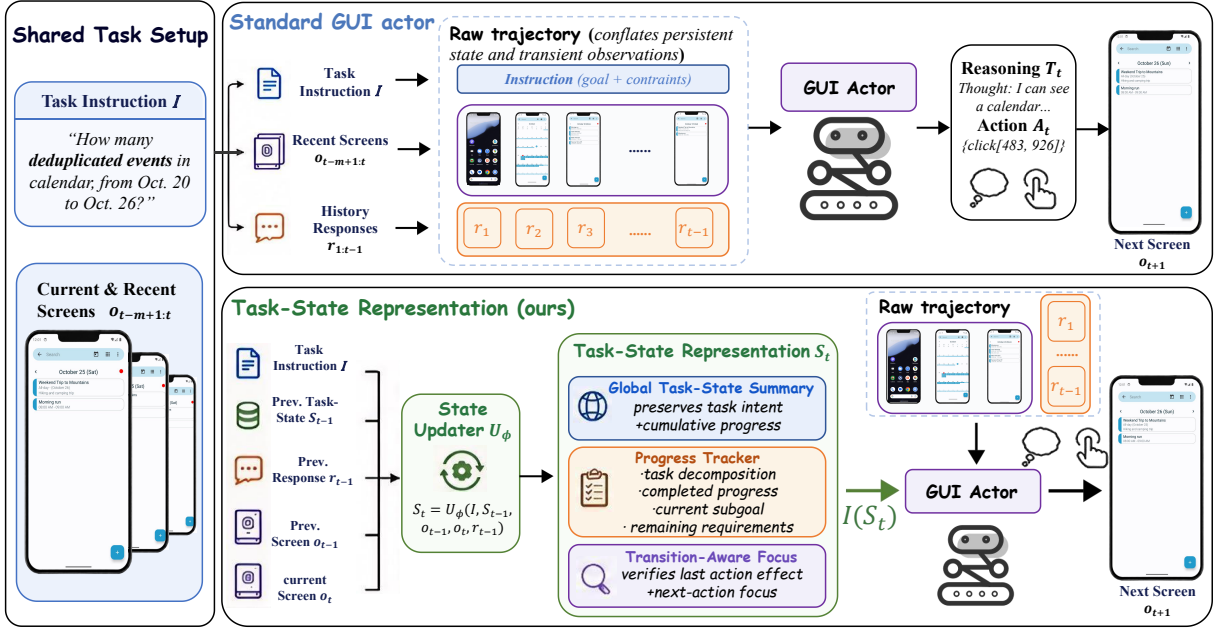 Shared Task Setup
Task Instruction I
“How many
deduplicated events in
calendar, from Oct. 20
to Oct. 26?”
Current & Recent
Screens o_{t-m+1:t}
Search
October 25 (Sat)
Weekend Trip to Mountains
Morning run
Standard GUI actor
Task
Instruction I
Recent Screens
o_{t-m+1:t}
History
Responses
r_{1:t-1}
Raw trajectory (conflates persistent
state and transient observations)
Instruction (goal + contraints)
......
r_1
r_2
r_3
......
r_{t-1}
GUI Actor
Reasoning T_t
Thought: I can see
a calendar...
Action A_t
{click[483, 926]}
Search
October 26 (Sun)
Weekend Trip to Mountains
Morning run
Next Screen
o_{t+1}
Task-State Representation (ours)
Task
Instruction I
Prev. Task-
State S_{t-1}
Prev.
Response r_{t-1}
Prev.
Screen o_{t-1}
current
Screen o_t
State
Updater U_ϕ
S_t = U_ϕ(I, S_{t-1},
o_{t-1}, o_t, r_{t-1})
Task-State Representation S_t
Global Task-State Summary
preserves task intent
+cumulative progress
Progress Tracker
·task decomposition
·completed progress
·current subgoal
· remaining requirements
Transition-Aware Focus
verifies last action effect
+next-action focus
I(S_t)
Raw trajectory
r_1
......
r_{t-1}
GUI Actor
Search
October 26 (Sun)
Weekend Trip to Mountains
Morning run
Next Screen
o_{t+1}